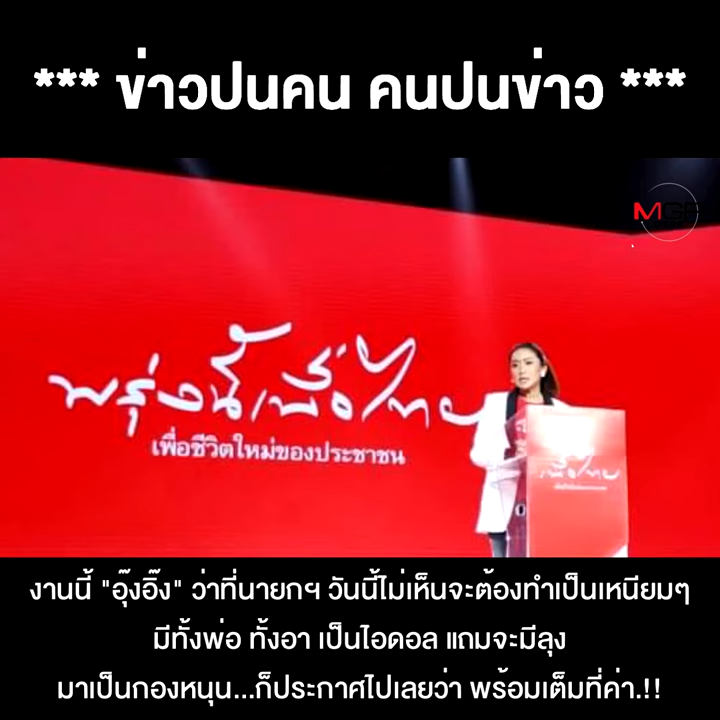 *** ข่าวปนคน คนปนข่าว ***
MGR
พรุ่งนี้เพื่อไทย
เพื่อชีวิตใหม่ของประชาชน
เพื่อไทย
งานนี้ "อุ๊งอิ๊ง" ว่าที่นายกฯ วันนี้ไม่เห็นจะต้องทำเป็นเหนียมๆ
มีทั้งพ่อ ทั้งอา เป็นไอดอล แถมจะมีลุง
มาเป็นกองหนุน...ก็ประกาศไปเลยว่า พร้อมเต็มที่ค่า.!!